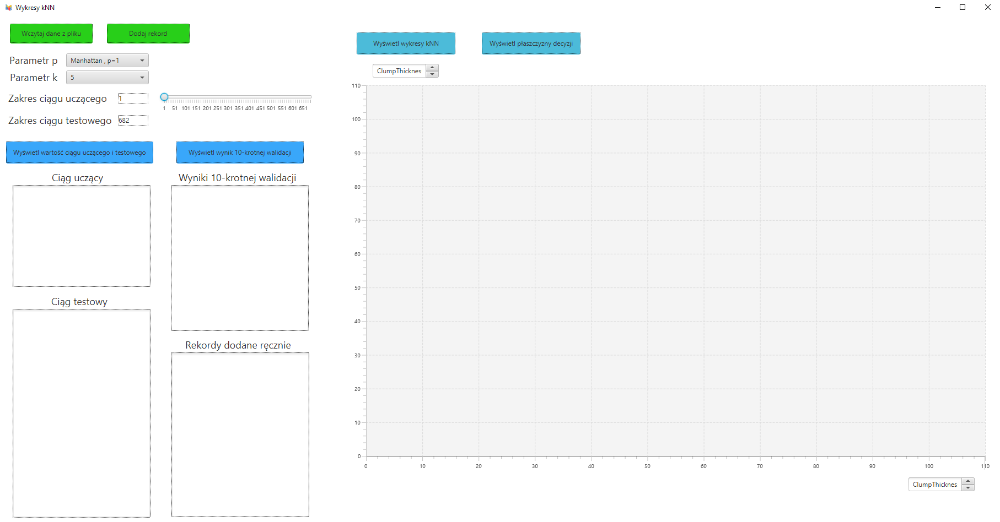 Wykresy kNN
Wczytaj dane z pliku
Dodaj rekord
Parametr p
Manhattan , p=1
Parametr k
5
Zakres ciągu uczącego
1
1 51 101 151 201 251 301 351 401 451 501 551 601 651
Zakres ciągu testowego
682
Wyświetl wartość ciągu uczącego i testowego
Wyświetl wynik 10-krotnej walidacji
Ciąg uczący
Wyniki 10-krotnej walidacji
Ciąg testowy
Rekordy dodane ręcznie
Wyświetl wykresy kNN
Wyświetl płaszczyzny decyzji
ClumpThicknes
110
100
90
80
70
60
50
40
30
20
10
0
0 10 20 30 40 50 60 70 80 90 100 110
ClumpThicknes